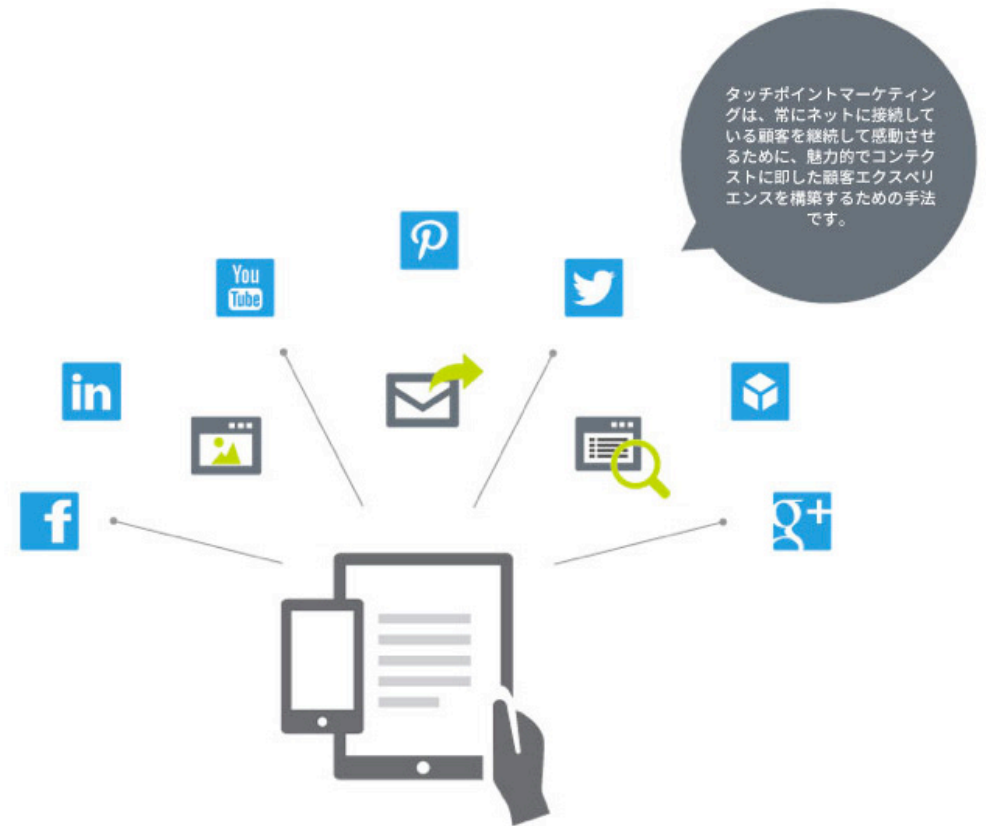 タッチポイントマーケティン
グは、常にネットに接続して
いる顧客を継続して感動させ
るために、魅力的でコンテク
ストに即した顧客エクスペリ
エンスを構築するための手法
です。
You
Tube
in
f
g+